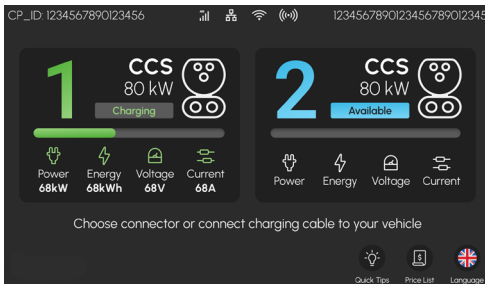 CP_ID: 1234567890123456
1234567890123456789012345
1
CCS
80 kW
Charging
Power
68kW
Energy
68kWh
Voltage
68V
Current
68A
2
CCS
80 kW
Available
Power
Energy
Voltage
Current
Choose connector or connect charging cable to your vehicle
$
Quick Tips
Price List
Language